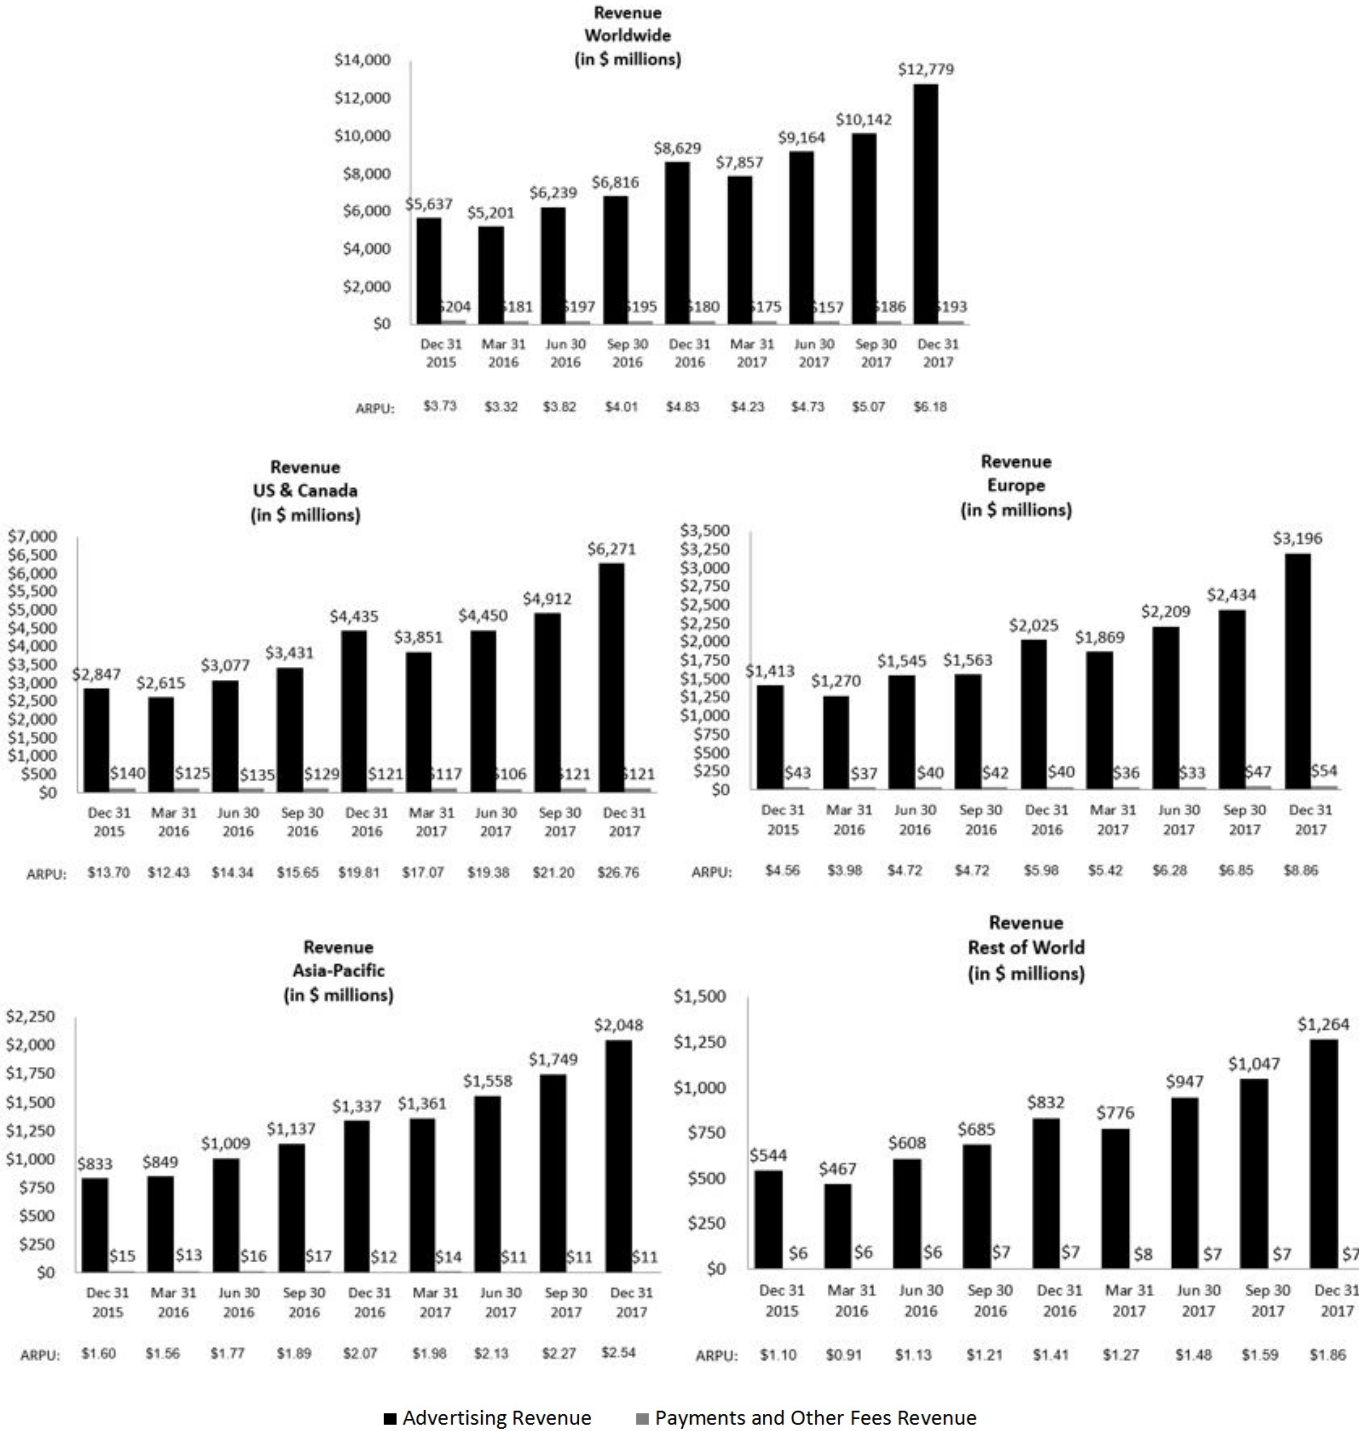 Revenue
Worldwide
(in $ millions)
$14,000
$12,000
$10,000
$8,000
$6,000
$4,000
$2,000
$0
$5,637 $5,201 $6,239 $6,816 $8,629 $7,857 $9,164 $10,142 $12,779
$204 $181 $197 $195 $180 $175 $157 $186 $193
Dec 31 Mar 31 Jun 30 Sep 30 Dec 31 Mar 31 Jun 30 Sep 30 Dec 31
2015 2016 2016 2016 2016 2017 2017 2017 2017
ARPU: $3.73 $3.32 $3.82 $4.01 $4.83 $4.23 $4.73 $5.07 $6.18
Revenue
US & Canada
(in $ millions)
$7,000
$6,500
$6,000
$5,500
$5,000
$4,500
$4,000
$3,500
$3,000
$2,500
$2,000
$1,500
$1,000
$500
$0
$2,847 $2,615 $3,077 $3,431 $4,435 $3,851 $4,450 $4,912 $6,271
$140 $125 $135 $129 $121 $117 $106 $121 $121
Dec 31 Mar 31 Jun 30 Sep 30 Dec 31 Mar 31 Jun 30 Sep 30 Dec 31
2015 2016 2016 2016 2016 2017 2017 2017 2017
ARPU: $13.70 $12.43 $14.34 $15.65 $19.81 $17.07 $19.38 $21.20 $26.76
Revenue
Europe
(in $ millions)
$3,500
$3,250
$3,000
$2,750
$2,500
$2,250
$2,000
$1,750
$1,500
$1,250
$1,000
$750
$500
$250
$0
$1,413 $1,270 $1,545 $1,563 $2,025 $1,869 $2,209 $2,434 $3,196
$43 $37 $40 $42 $40 $36 $33 $47 $54
Dec 31 Mar 31 Jun 30 Sep 30 Dec 31 Mar 31 Jun 30 Sep 30 Dec 31
2015 2016 2016 2016 2016 2017 2017 2017 2017
ARPU: $4.56 $3.98 $4.72 $4.72 $5.98 $5.42 $6.28 $6.85 $8.86
Revenue
Asia-Pacific
(in $ millions)
$2,250
$2,000
$1,750
$1,500
$1,250
$1,000
$750
$500
$250
$0
$833 $849 $1,009 $1,137 $1,337 $1,361 $1,558 $1,749 $2,048
$15 $13 $16 $17 $12 $14 $11 $11 $11
Dec 31 Mar 31 Jun 30 Sep 30 Dec 31 Mar 31 Jun 30 Sep 30 Dec 31
2015 2016 2016 2016 2016 2017 2017 2017 2017
ARPU: $1.60 $1.56 $1.77 $1.89 $2.07 $1.98 $2.13 $2.27 $2.54
Revenue
Rest of World
(in $ millions)
$1,500
$1,250
$1,000
$750
$500
$250
$0
$544 $467 $608 $685 $832 $776 $947 $1,047 $1,264
$6 $6 $6 $7 $7 $8 $7 $7 $7
Dec 31 Mar 31 Jun 30 Sep 30 Dec 31 Mar 31 Jun 30 Sep 30 Dec 31
2015 2016 2016 2016 2016 2017 2017 2017 2017
ARPU: $1.10 $0.91 $1.13 $1.21 $1.41 $1.27 $1.48 $1.59 $1.86
Advertising Revenue Payments and Other Fees Revenue